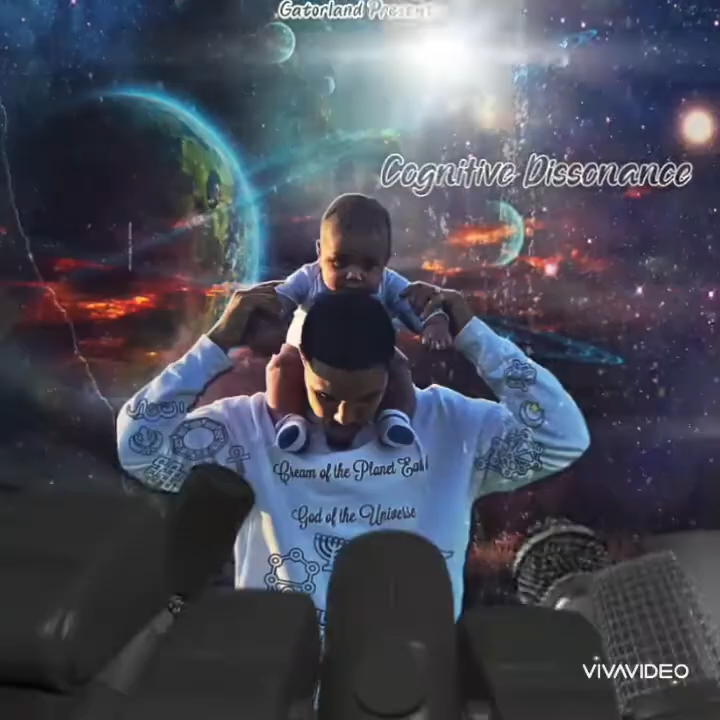 Gatorland Present
Cognitive Dissonance
Cream of the Planet Earth
God of the Universe
VIVAVIDEO